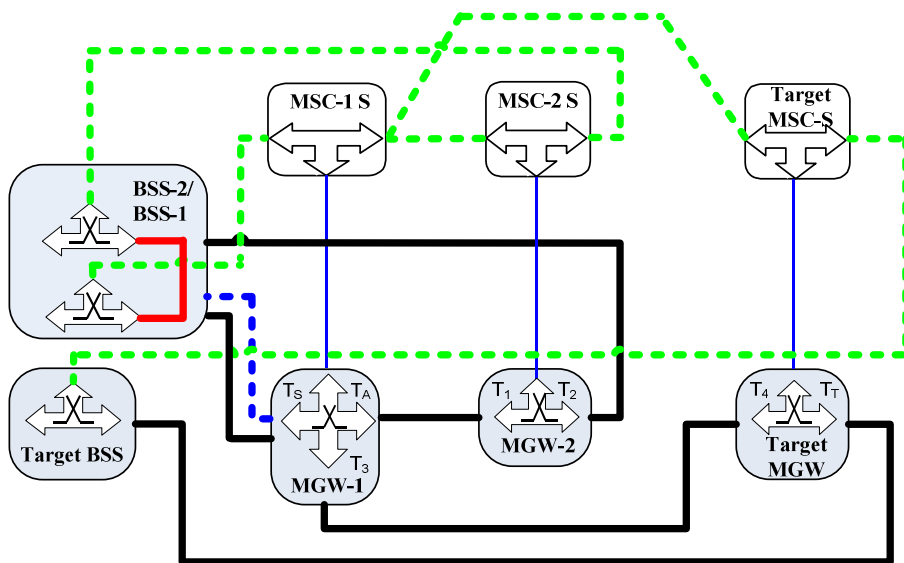 MSC-1 S
MSC-2 S
Target
MSC-S
BSS-2/
BSS-1
Target BSS
TS
TA
T3
MGW-1
T1
T2
MGW-2
T4
TT
Target
MGW